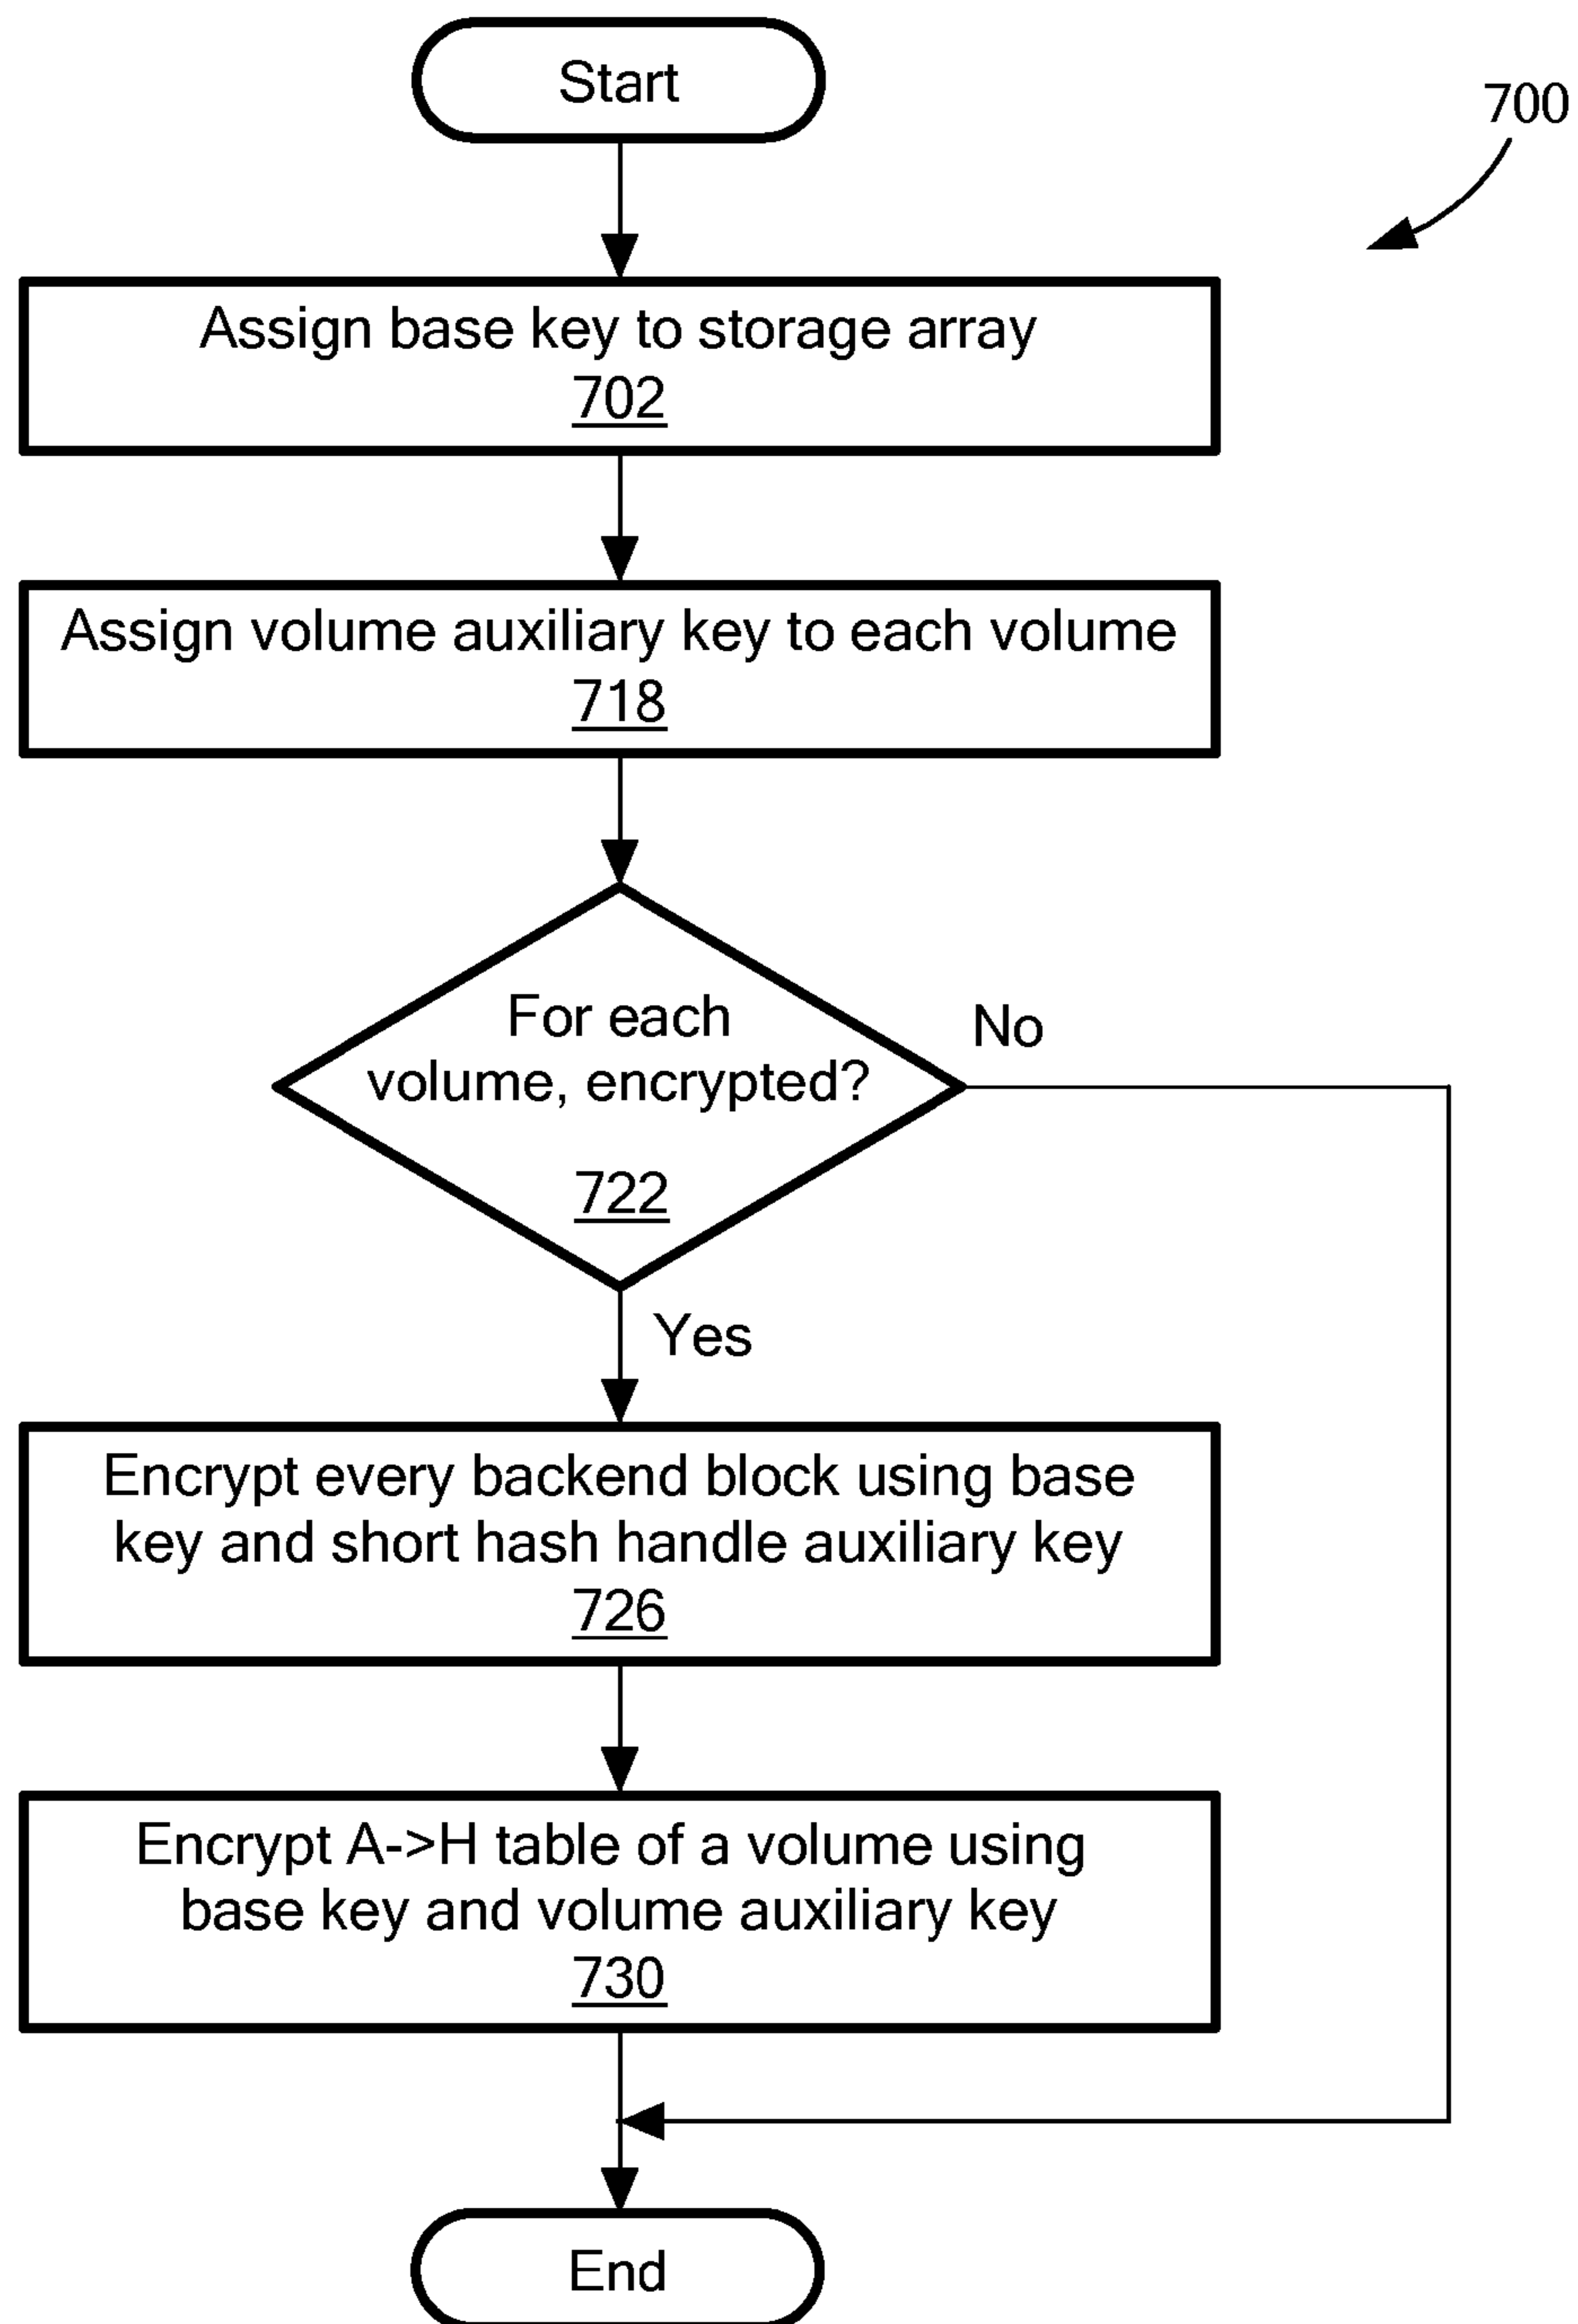 Start
700
Assign base key to storage array
702
Assign volume auxiliary key to each volume
718
For each
volume, encrypted?
722
No
Yes
Encrypt every backend block using base
key and short hash handle auxiliary key
726
Encrypt A->H table of a volume using
base key and volume auxiliary key
730
End